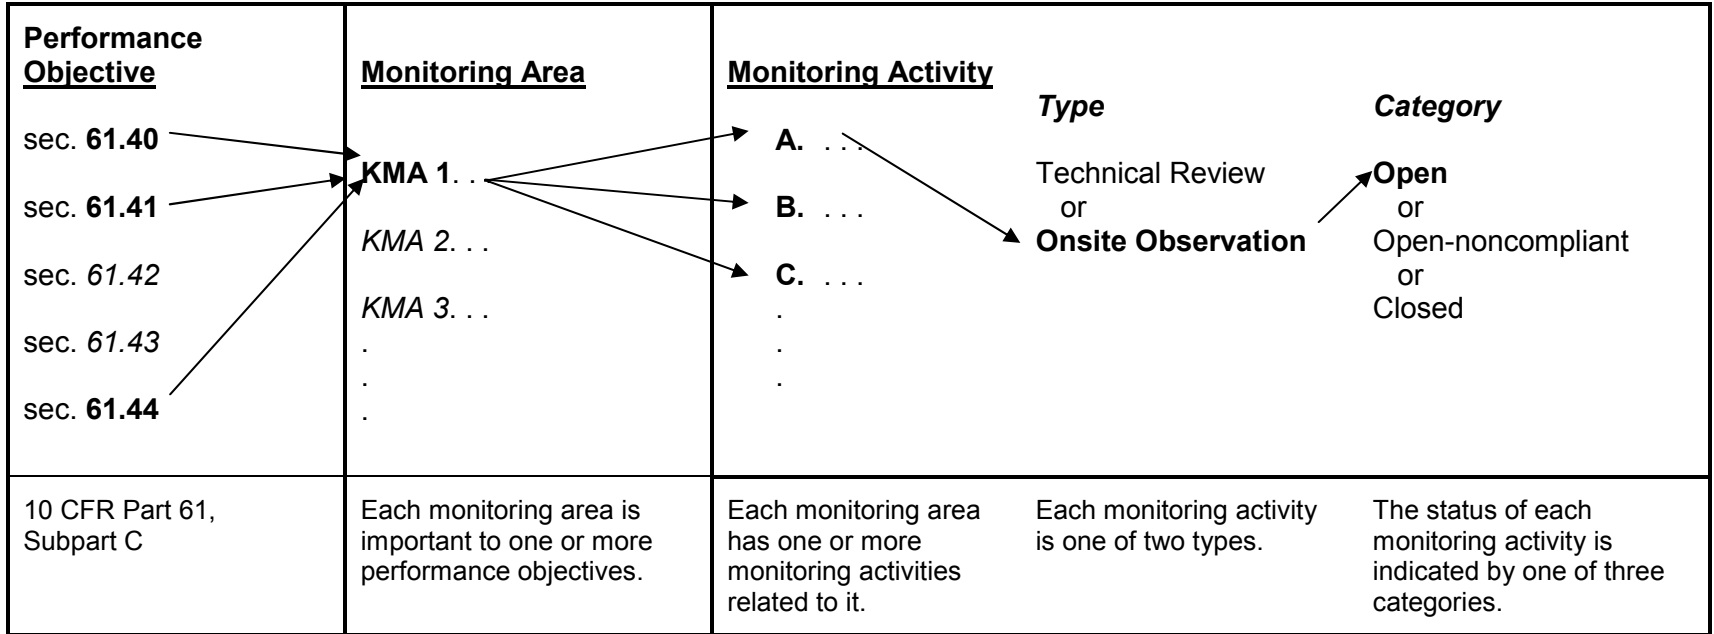 Performance
Objective
Monitoring Area
Monitoring Activity
Type
Category
sec. 61.40
sec. 61.41
sec. 61.42
sec. 61.43
sec. 61.44
KMA 1. . .
KMA 2. . .
KMA 3. . .
.
.
.
A. . . .
B. . . .
C. . . .
.
.
.
Technical Review
or
Onsite Observation
Open
or
Open-noncompliant
or
Closed
10 CFR Part 61,
Subpart C
Each monitoring area is
important to one or more
performance objectives.
Each monitoring area
has one or more
monitoring activities
related to it.
Each monitoring activity
is one of two types.
The status of each
monitoring activity is
indicated by one of three
categories.